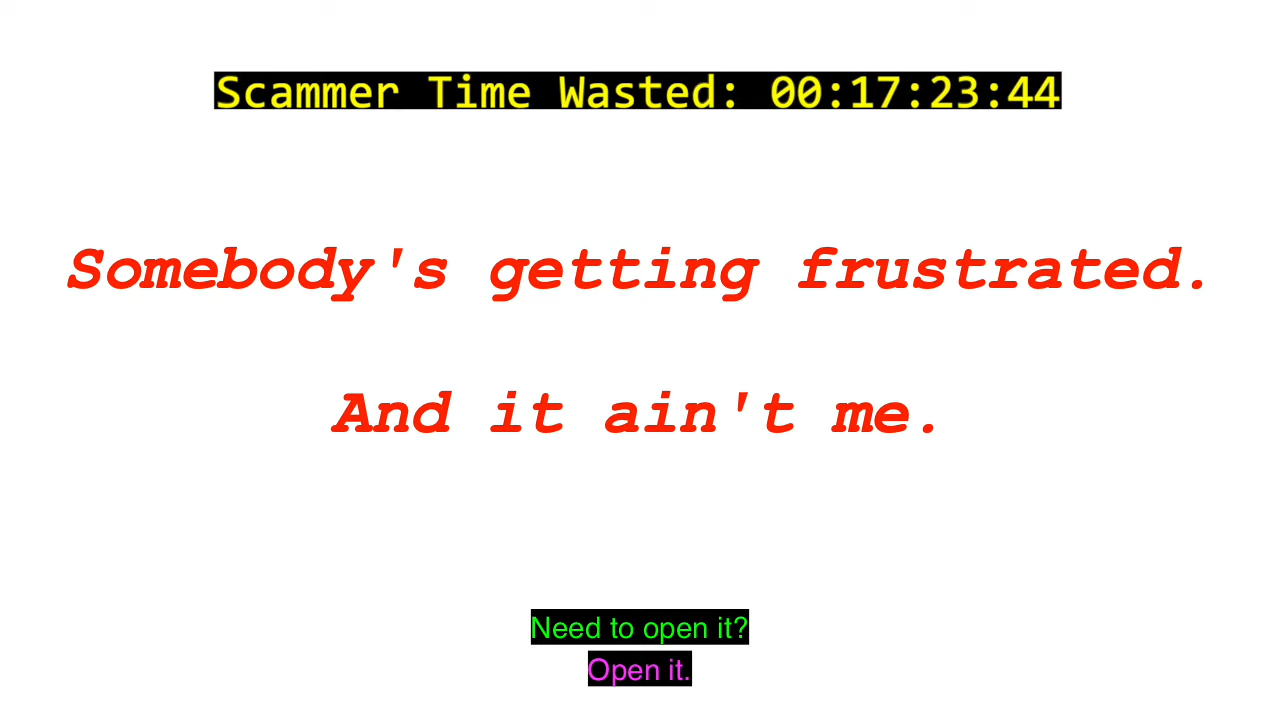 Scammer Time Wasted: 00:17:23:44
Somebody's getting frustrated.
And it ain't me.
Need to open it?
Open it.